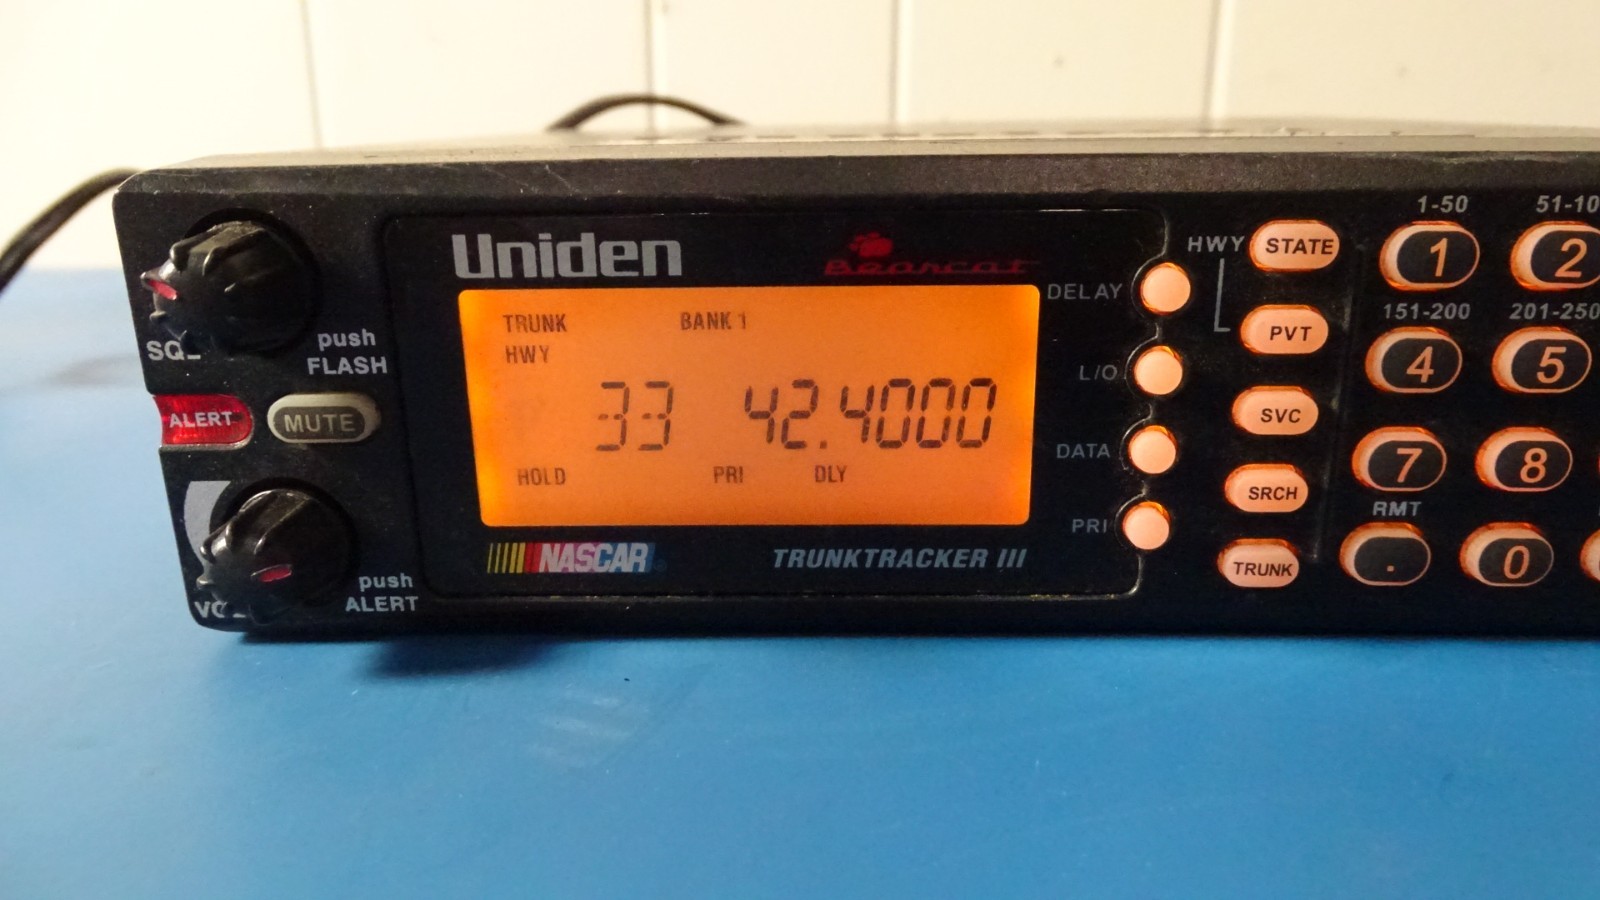 Uniden
Bearcat
TRUNK BANK 1
HWY
33 42.4000
HOLD PRI DLY
NASCAR TRUNKTRACKER III
SQL
push
FLASH
ALERT
MUTE
push
ALERT
DELAY
L/O
DATA
PRI
HWY
STATE
PVT
SVC
SRCH
TRUNK
1-50 51-10
1 2
151-200 201-250
4 5
7 8
RMT
. 0